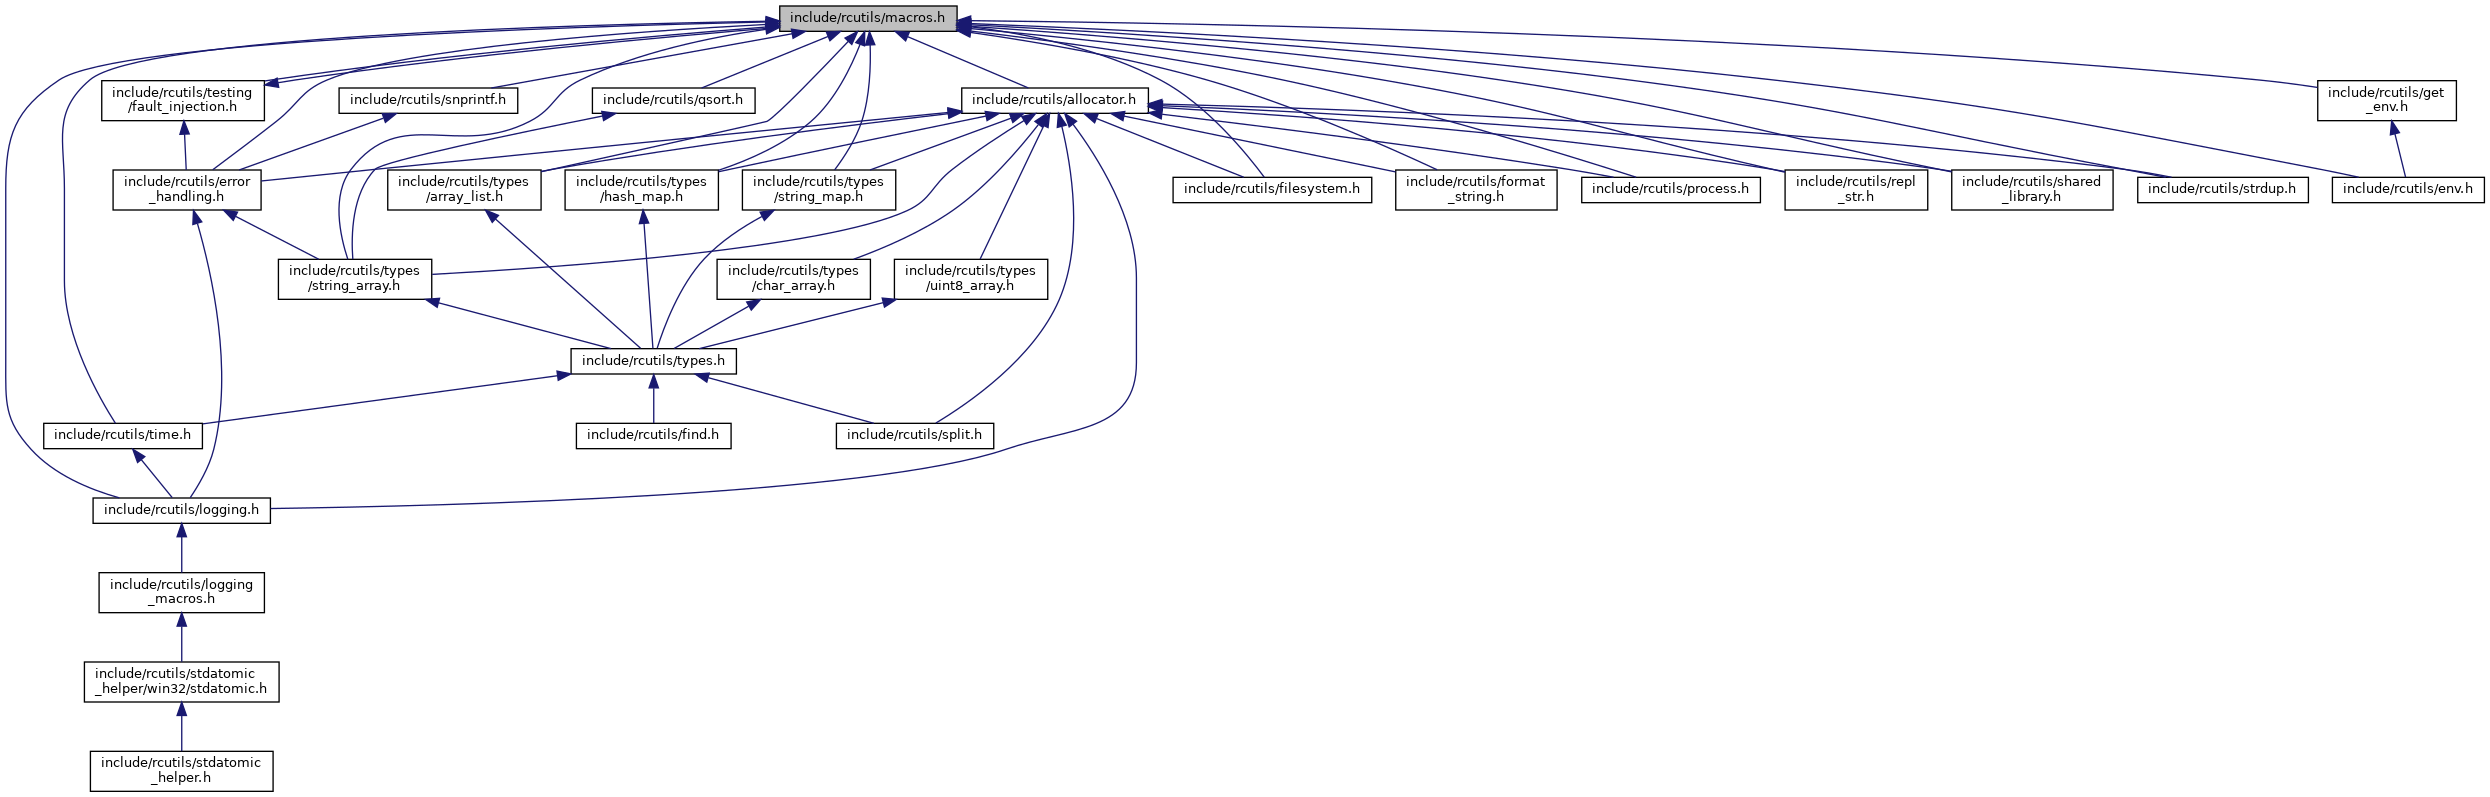 include/rcutils/macros.h
include/rcutils/testing
/fault_injection.h
include/rcutils/snprintf.h
include/rcutils/qsort.h
include/rcutils/allocator.h
include/rcutils/get
_env.h
include/rcutils/error
_handling.h
include/rcutils/types
/array_list.h
include/rcutils/types
/hash_map.h
include/rcutils/types
/string_map.h
include/rcutils/filesystem.h
include/rcutils/format
_string.h
include/rcutils/process.h
include/rcutils/repl
_str.h
include/rcutils/shared
_library.h
include/rcutils/strdup.h
include/rcutils/env.h
include/rcutils/types
/string_array.h
include/rcutils/types
/char_array.h
include/rcutils/types
/uint8_array.h
include/rcutils/types.h
include/rcutils/time.h
include/rcutils/find.h
include/rcutils/split.h
include/rcutils/logging.h
include/rcutils/logging
_macros.h
include/rcutils/stdatomic
_helper/win32/stdatomic.h
include/rcutils/stdatomic
_helper.h